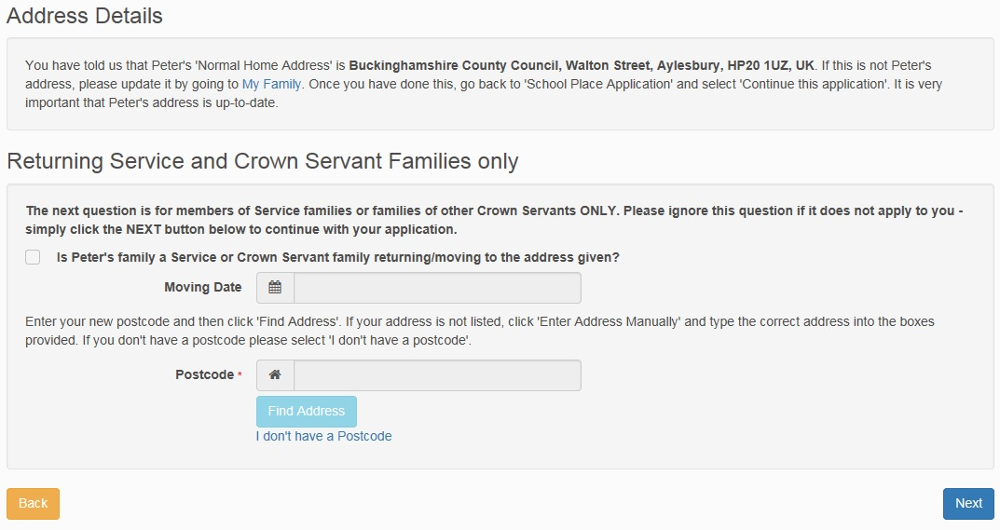 Address Details
You have told us that Peter's 'Normal Home Address' is Buckinghamshire County Council, Walton Street, Aylesbury, HP20 1UZ, UK. If this is not Peter's
address, please update it by going to My Family. Once you have done this, go back to 'School Place Application' and select 'Continue this application'. It is very
important that Peter's address is up-to-date.
Returning Service and Crown Servant Families only
The next question is for members of Service families or families of other Crown Servants ONLY. Please ignore this question if it does not apply to you -
simply click the NEXT button below to continue with your application.
Is Peter's family a Service or Crown Servant family returning/moving to the address given?
Moving Date
Enter your new postcode and then click 'Find Address'. If your address is not listed, click 'Enter Address Manually' and type the correct address into the boxes
provided. If you don't have a postcode please select 'I don't have a postcode'.
Postcode *
Find Address
I don't have a Postcode
Back
Next